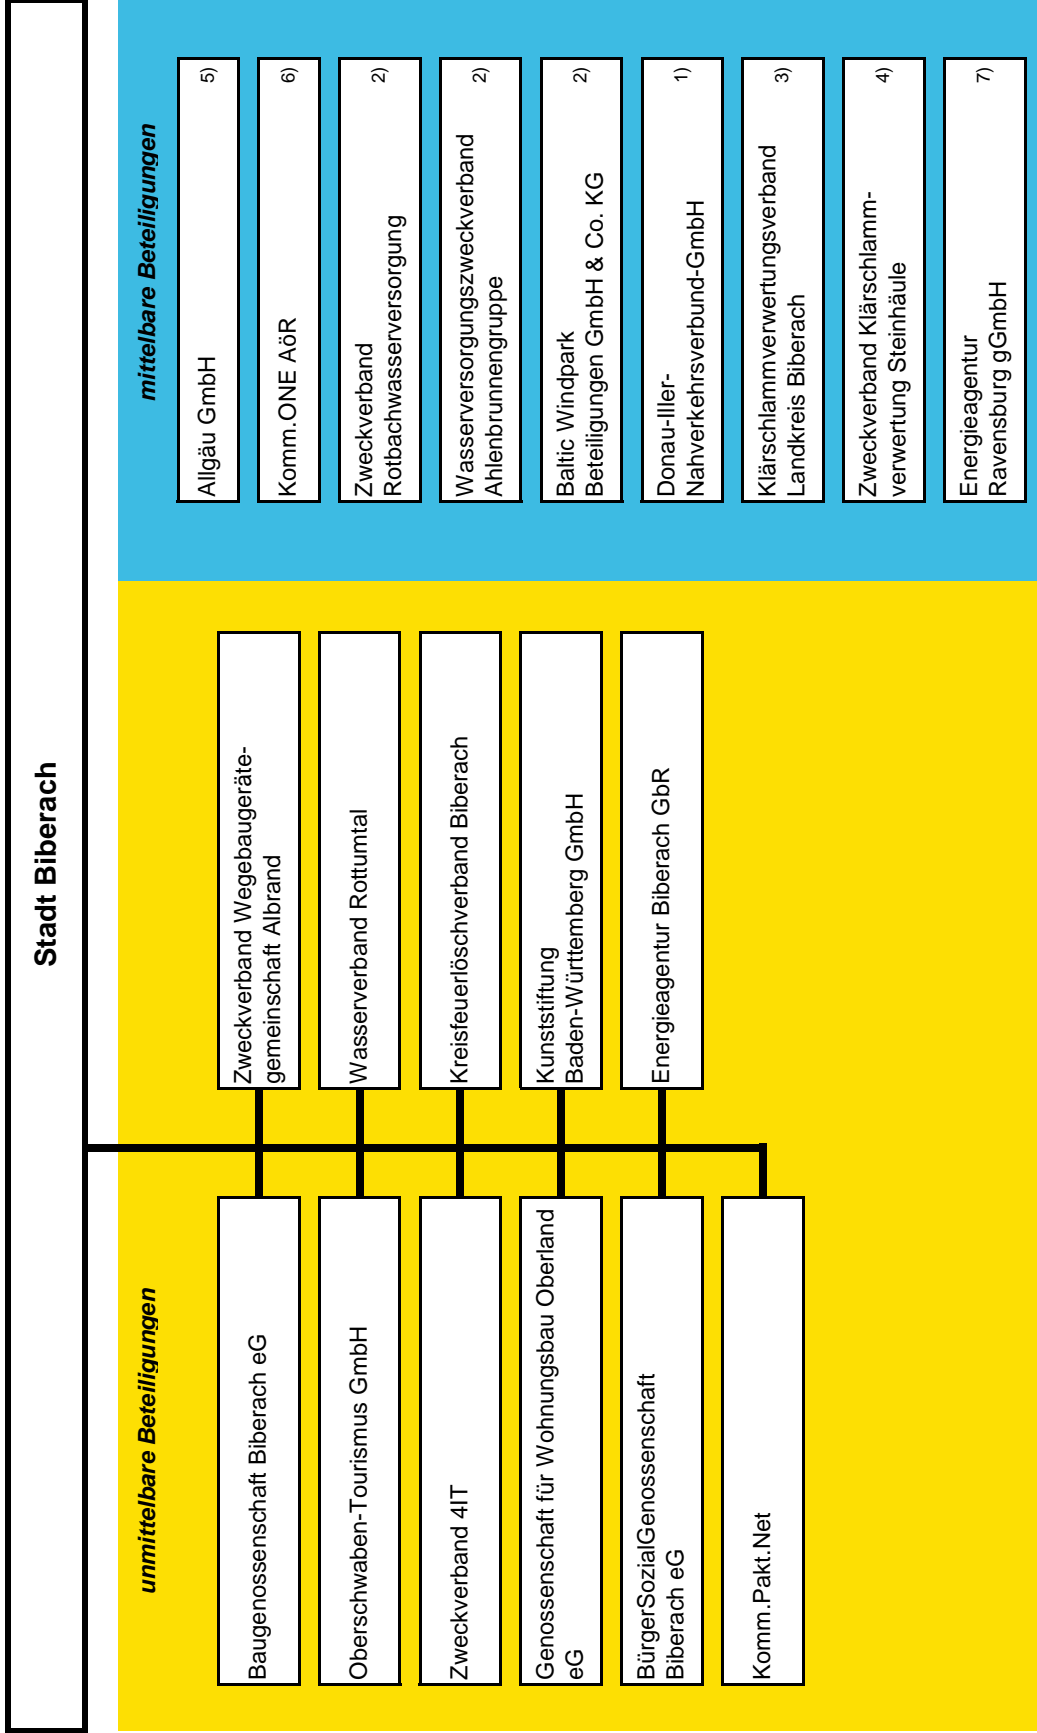 Stadt Biberach
unmittelbare Beteiligungen
Baugenossenschaft Biberach eG
Oberschwaben-Tourismus GmbH
Zweckverband 4IT
Genossenschaft für Wohnungsbau Oberland
eG
BürgerSozialGenossenschaft
Biberach eG
Komm.Pakt.Net
Zweckverband Wegebaugeräte-
gemeinschaft Albrand
Wasserverband Rottumtal
Kreisfeuerlöschverband Biberach
Kunststiftung
Baden-Württemberg GmbH
Energieagentur Biberach GbR
mittelbare Beteiligungen
Allgäu GmbH 5)
Komm.ONE AöR 6)
Zweckverband 2)
Rotbachwasserversorgung
Wasserversorgungszweckverband 2)
Ahlenbrunnengruppe
Baltic Windpark 2)
Beteiligungen GmbH & Co. KG
Donau-Iller- 1)
Nahverkehrsverbund-GmbH
Klärschlammverwertungsverband 3)
Landkreis Biberach
Zweckverband Klärschlamm- 4)
verwertung Steinhäule
Energieagentur 7)
Ravensburg gGmbH